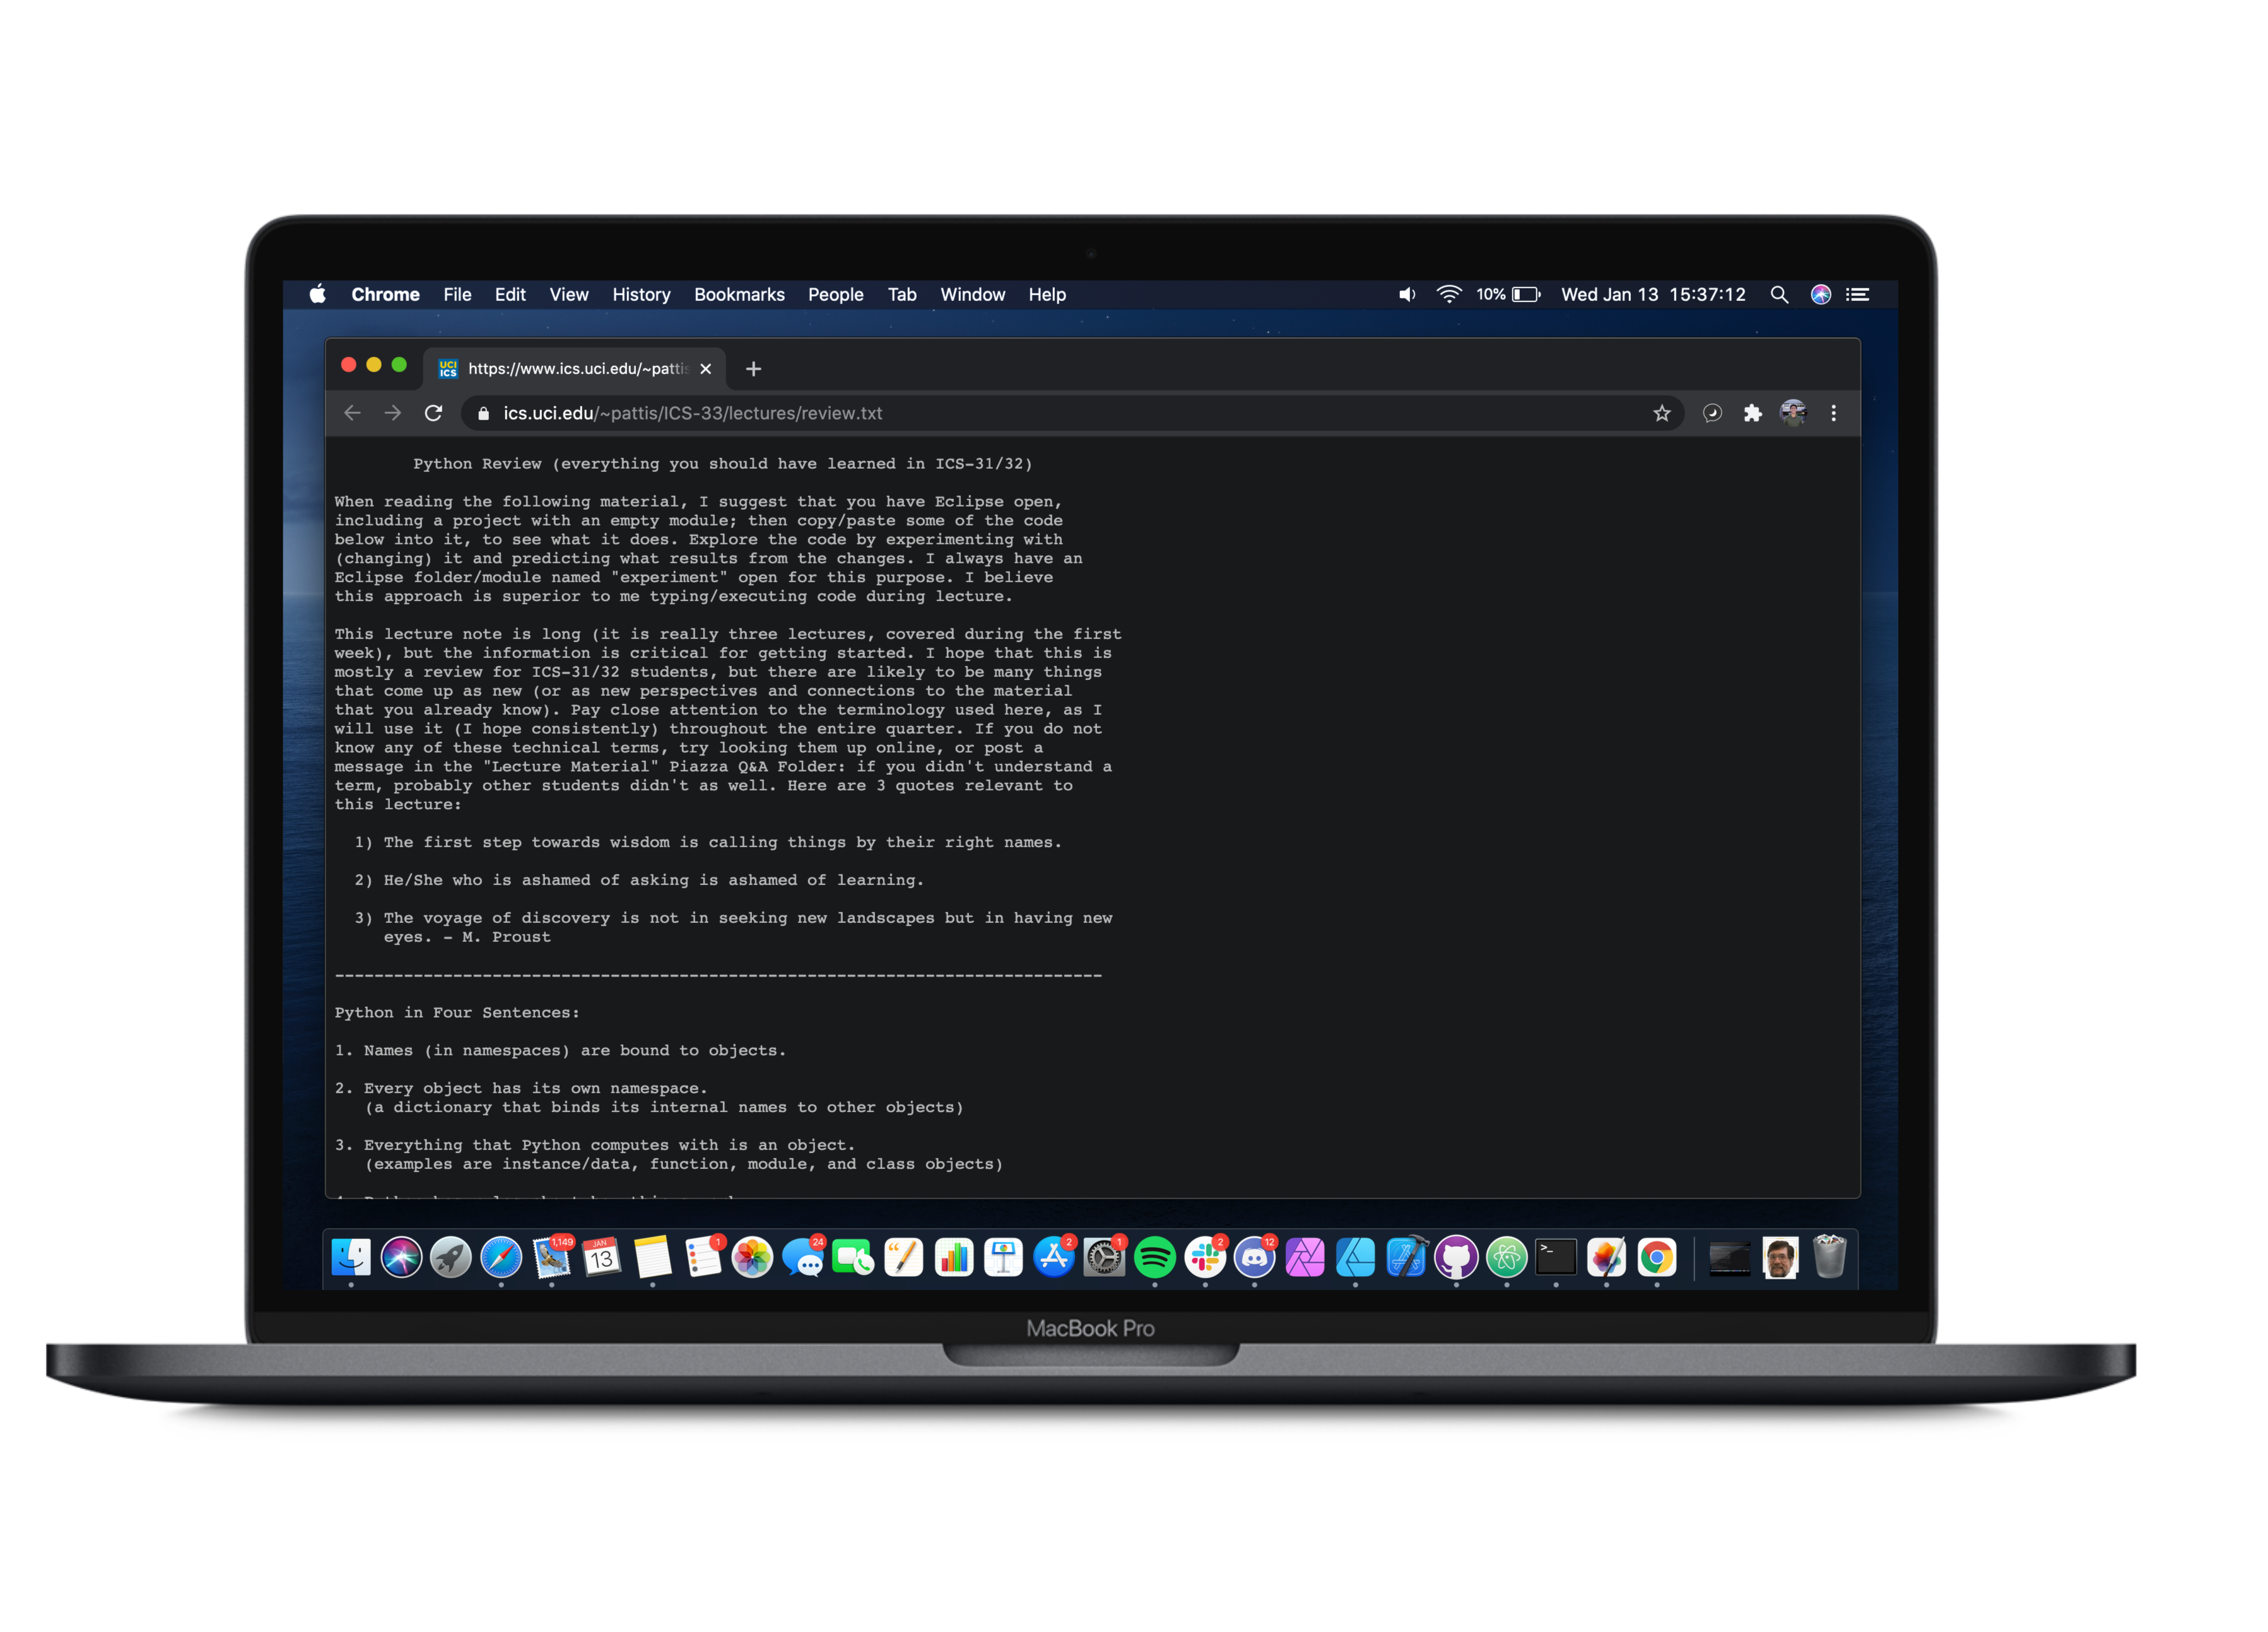 Chrome File Edit View History Bookmarks People Tab Window Help 10% Wed Jan 13 15:37:12
UCI ICS https://www.ics.uci.edu/~pattis
ics.uci.edu/~pattis/ICS-33/lectures/review.txt
Python Review (everything you should have learned in ICS-31/32)
When reading the following material, I suggest that you have Eclipse open,
including a project with an empty module; then copy/paste some of the code
below into it, to see what it does. Explore the code by experimenting with
(changing) it and predicting what results from the changes. I always have an
Eclipse folder/module named "experiment" open for this purpose. I believe
this approach is superior to me typing/executing code during lecture.
This lecture note is long (it is really three lectures, covered during the first
week), but the information is critical for getting started. I hope that this is
mostly a review for ICS-31/32 students, but there are likely to be many things
that come up as new (or as new perspectives and connections to the material
that you already know). Pay close attention to the terminology used here, as I
will use it (I hope consistently) throughout the entire quarter. If you do not
know any of these technical terms, try looking them up online, or post a
message in the "Lecture Material" Piazza Q&A Folder: if you didn't understand a
term, probably other students didn't as well. Here are 3 quotes relevant to
this lecture:
1) The first step towards wisdom is calling things by their right names.
2) He/She who is ashamed of asking is ashamed of learning.
3) The voyage of discovery is not in seeking new landscapes but in having new
eyes. - M. Proust
------------------------------------------------------------------------------
Python in Four Sentences:
1. Names (in namespaces) are bound to objects.
2. Every object has its own namespace.
(a dictionary that binds its internal names to other objects)
3. Everything that Python computes with is an object.
(examples are instance/data, function, module, and class objects)
1,149 JAN 13 1 24 2 1 2 12
MacBook Pro